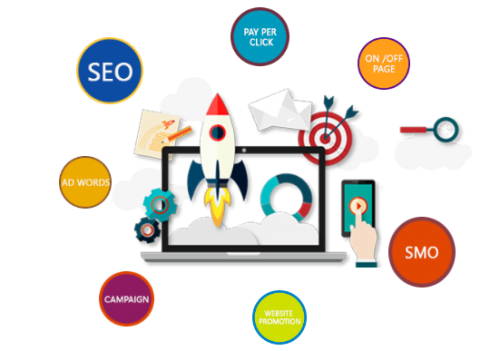 PAY PER
CLICK
SEO
ON /OFF
PAGE
AD WORDS
SMO
CAMPAIGN
WEBSITE
PROMOTION